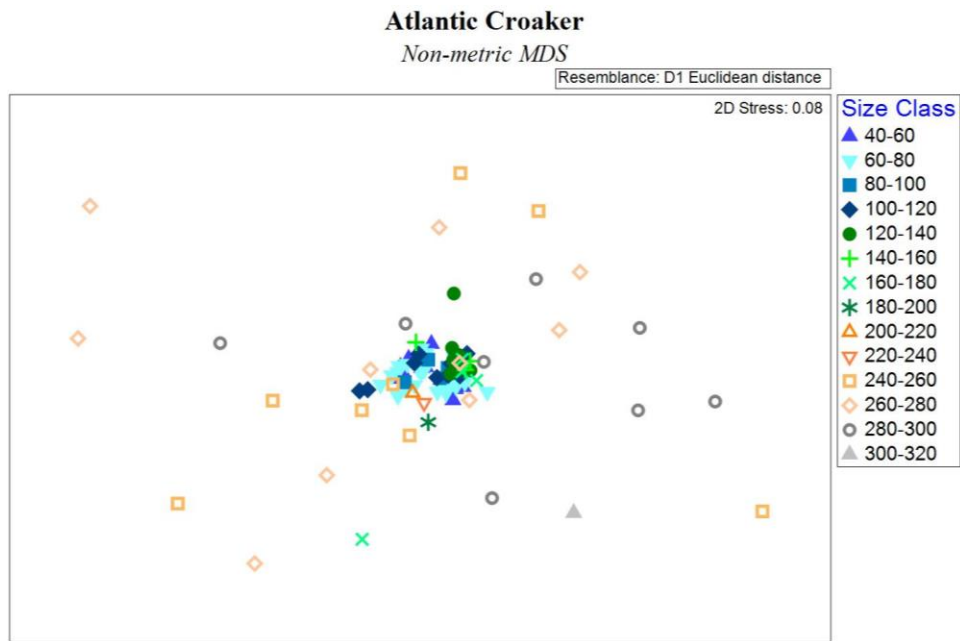 Atlantic Croaker
Non-metric MDS
Resemblance: D1 Euclidean distance
2D Stress: 0.08
Size Class
40-60
60-80
80-100
100-120
120-140
140-160
160-180
180-200
200-220
220-240
240-260
260-280
280-300
300-320